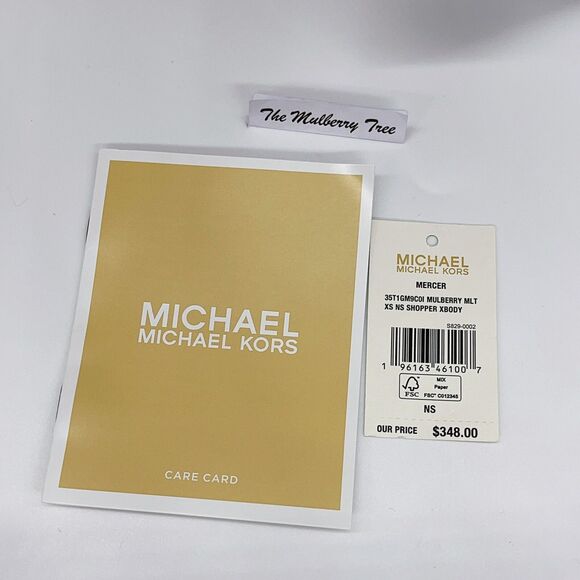 The Mulberry Tree
MICHAEL
MICHAEL KORS
CARE CARD
MICHAEL
MICHAEL KORS
MERCER
35T1GM9C0I MULBERRY MLT
XS NS SHOPPER XBODY
S829-0002
1 96163 46100 7
FSC
MIX
Paper
FSC® C012345
NS
OUR PRICE $348.00